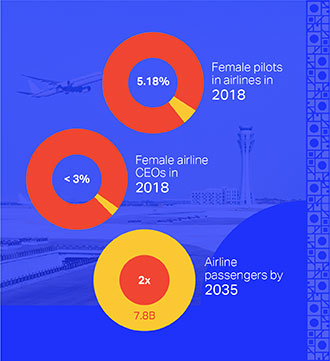 5.18%
Female pilots
in airlines in
2018
< 3%
Female airline
CEOs in
2018
2x
7.8B
Airline
passengers by
2035